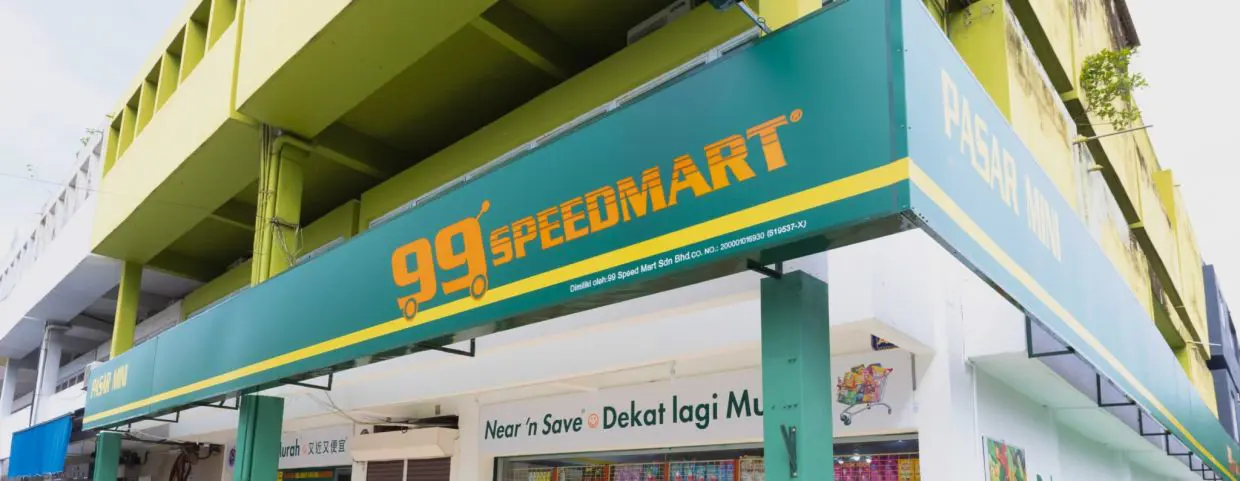 99 SPEEDMART®
Dimiliki oleh:99 Speed Mart Sdn Bhd.CO. NO.: 200001016930 (519537-X)
PASAR MINI
PASAR MINI
Near 'n Save Dekat lagi Mu
urah 又近又便宜